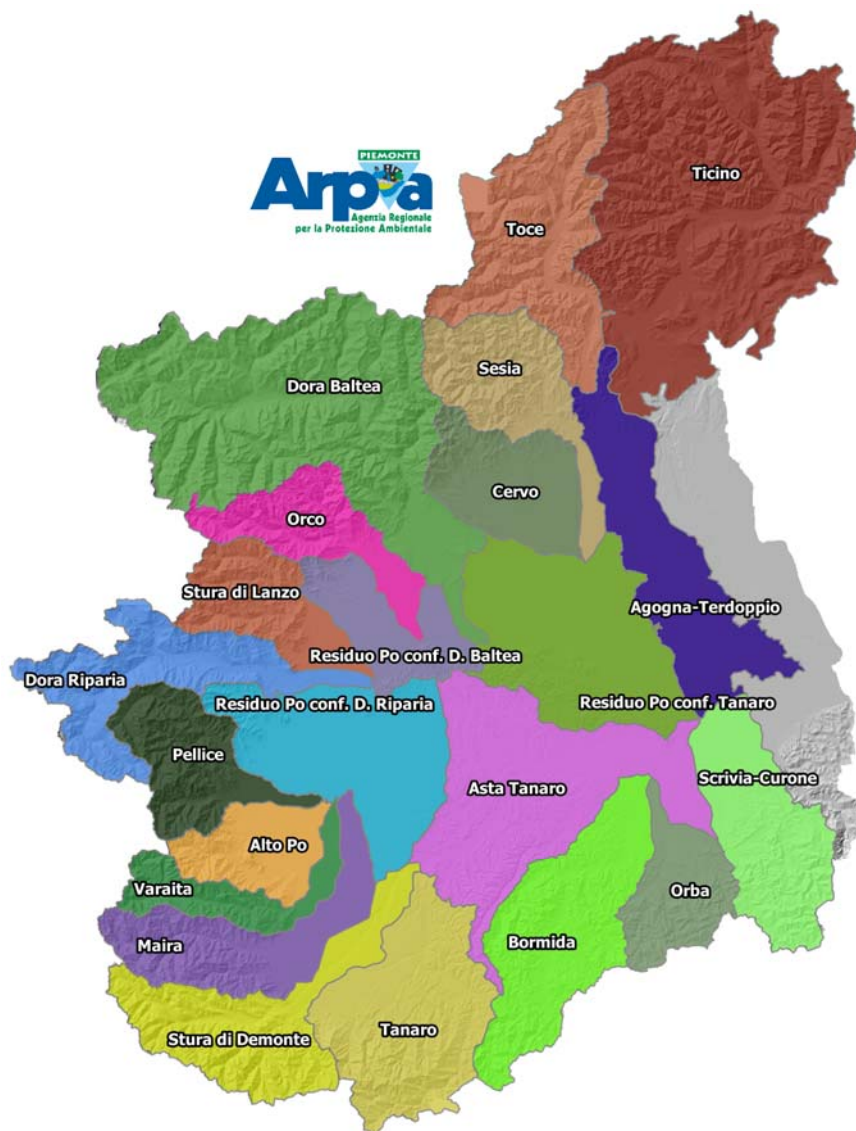 PIEMONTE
Arpa
Agenzia Regionale
per la Protezione Ambientale
Ticino
Toce
Sesia
Dora Baltea
Cervo
Orco
Stura di Lanzo
Agogna-Terdoppio
Residuo Po conf. D. Baltea
Dora Riparia
Residuo Po conf. D. Riparia
Residuo Po conf. Tanaro
Pellice
Scrivia-Curone
Asta Tanaro
Alto Po
Varaita
Orba
Maira
Bormida
Stura di Demonte
Tanaro